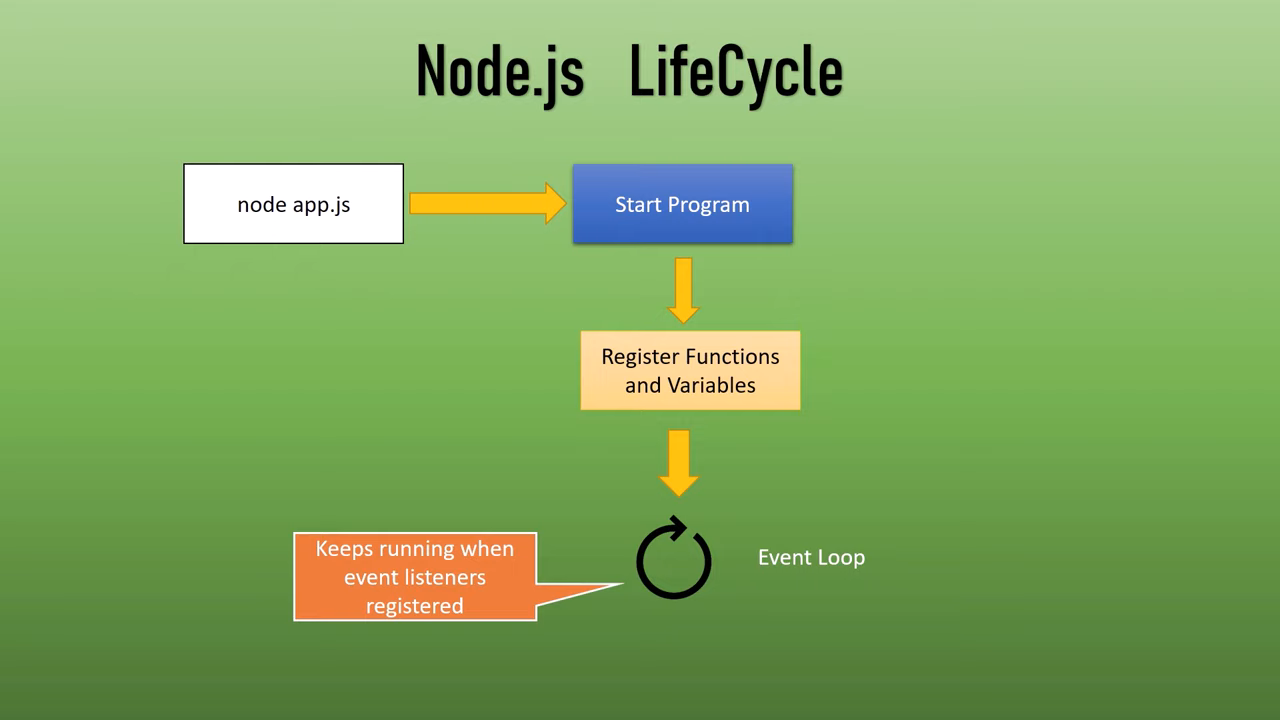 Node.js LifeCycle
node app.js
Start Program
Register Functions
and Variables
Keeps running when
event listeners
registered
Event Loop